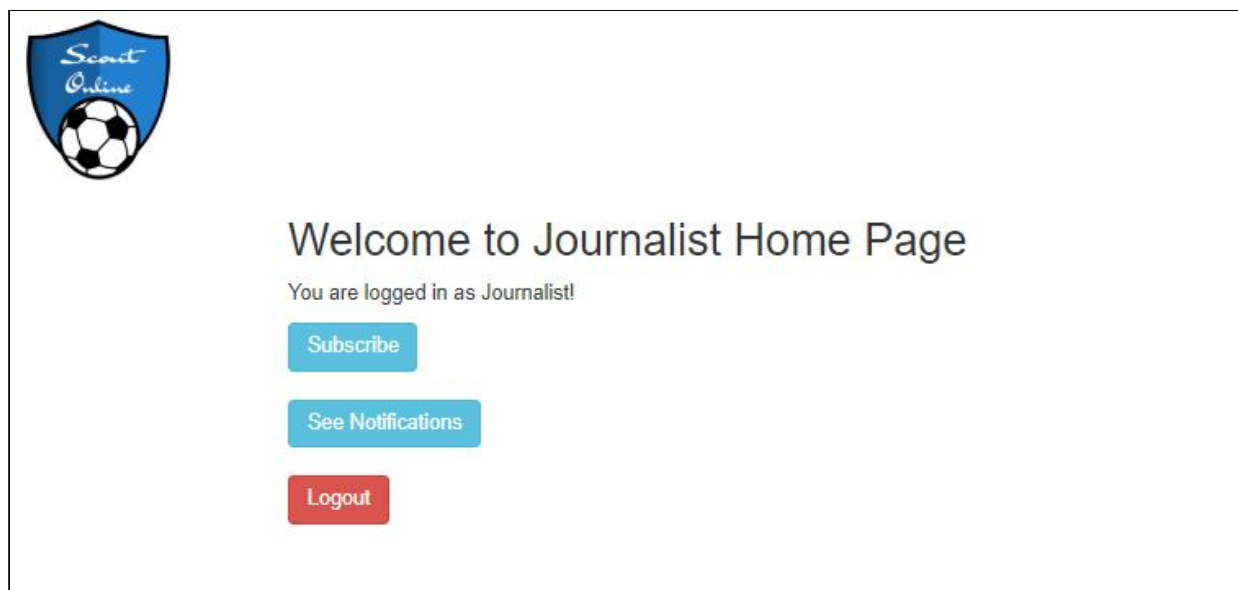 Scout
Online
Welcome to Journalist Home Page
You are logged in as Journalist!
Subscribe
See Notifications
Logout